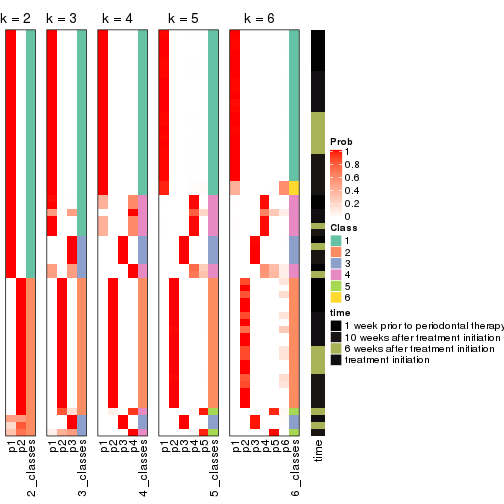 k = 2
k = 3
k = 4
k = 5
k = 6
Prob
1
0.8
0.6
0.4
0.2
0
Class
1
2
3
4
5
6
time
1 week prior to periodontal therapy
10 weeks after treatment initiation
6 weeks after treatment initiation
treatment initiation
p1
p2
2_classes
p1
p2
p3
3_classes
p1
p2
p3
p4
4_classes
p1
p2
p3
p4
p5
5_classes
p1
p2
p3
p4
p5
p6
6_classes
time